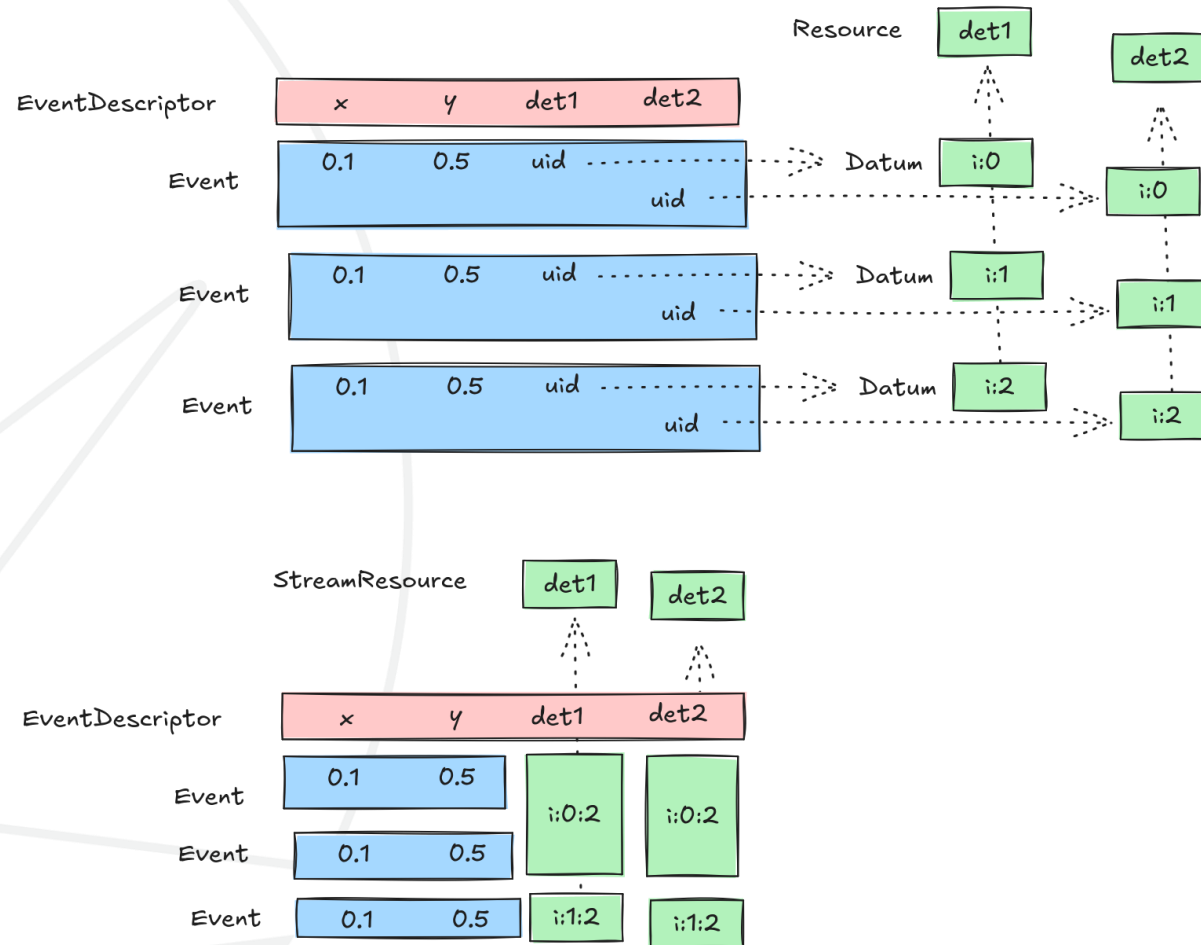 Resource det1
det2
EventDescriptor x y det1 det2
Event 0.1 0.5 uid Datum i:0
uid i:0
Event 0.1 0.5 uid Datum i:1
uid i:1
Event 0.1 0.5 uid Datum i:2
uid i:2
StreamResource det1 det2
EventDescriptor x y det1 det2
Event 0.1 0.5
i:0:2 i:0:2
Event 0.1 0.5
Event 0.1 0.5 i:1:2 i:1:2